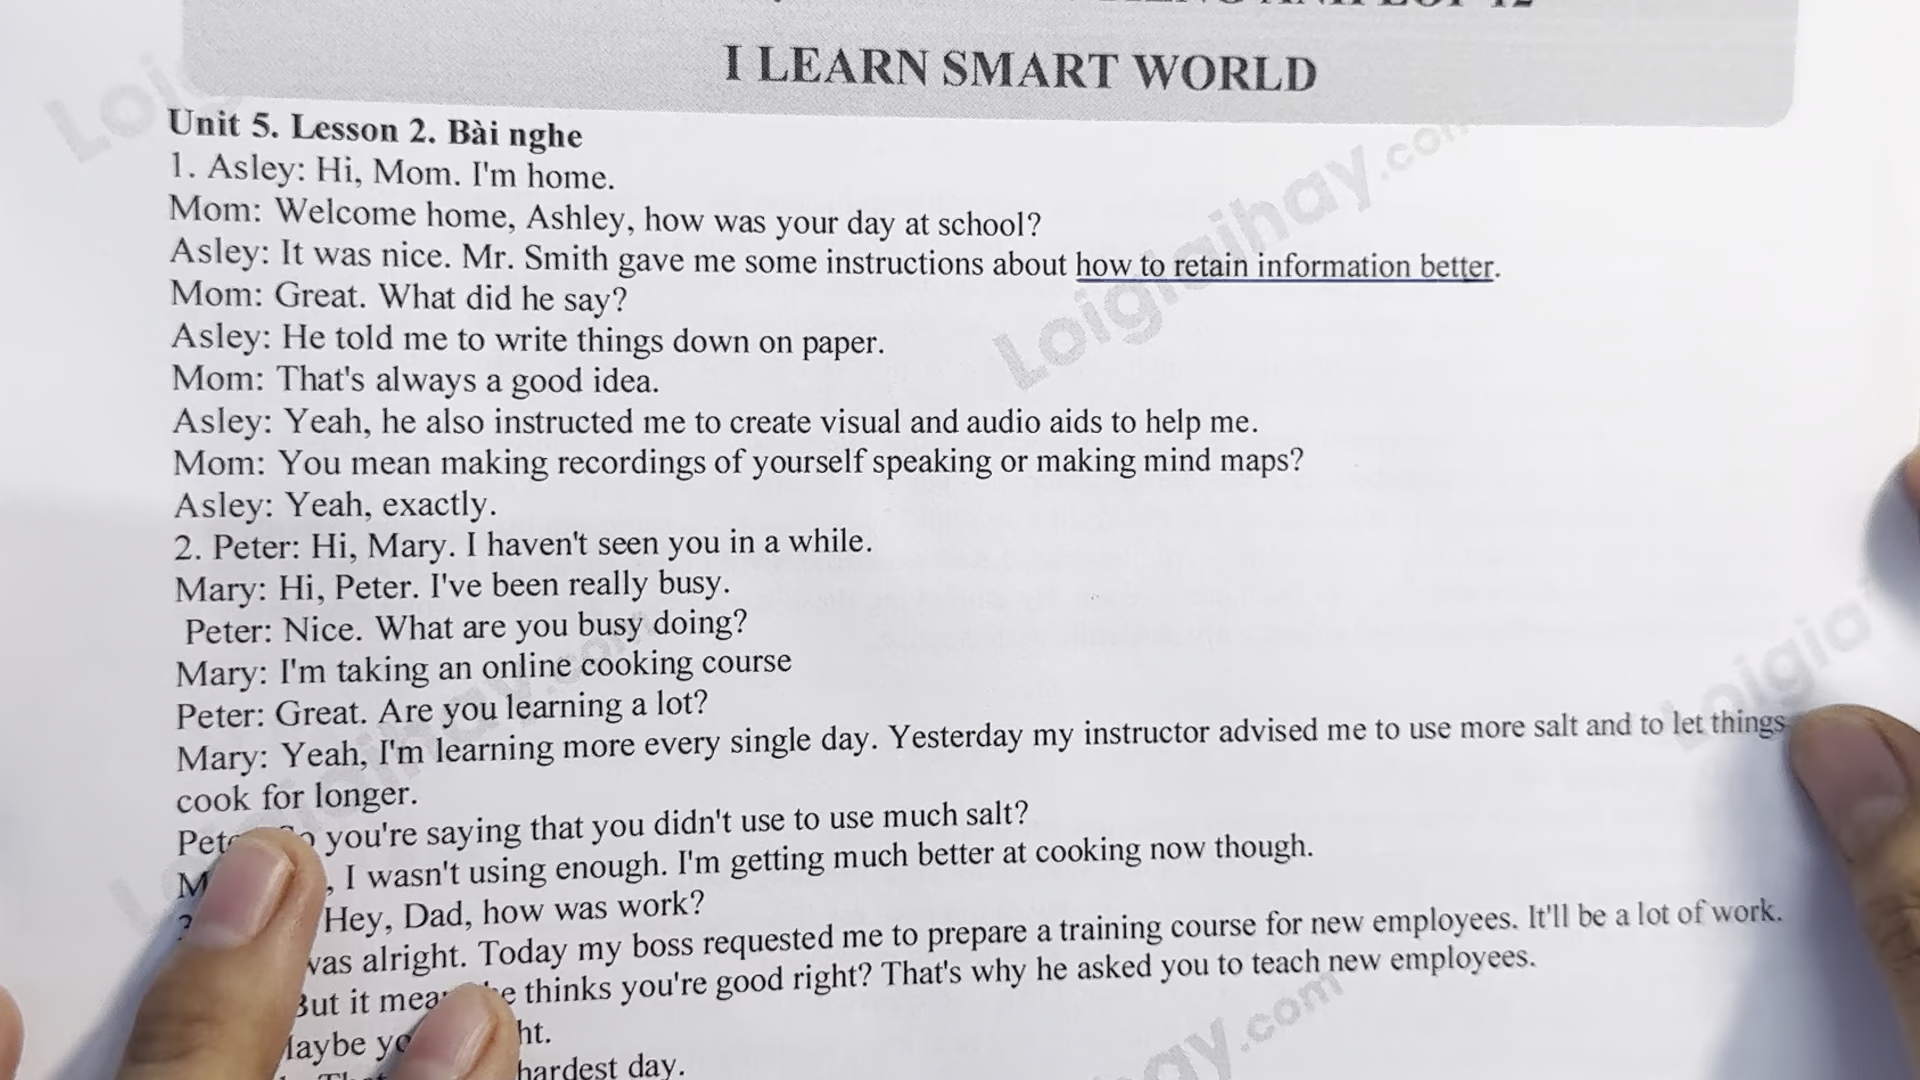 I LEARN SMART WORLD
Unit 5. Lesson 2. Bài nghe
1. Asley: Hi, Mom. I'm home.
Mom: Welcome home, Ashley, how was your day at school?
Asley: It was nice. Mr. Smith gave me some instructions about how to retain information better.
Mom: Great. What did he say?
Asley: He told me to write things down on paper.
Mom: That's always a good idea.
Asley: Yeah, he also instructed me to create visual and audio aids to help me.
Mom: You mean making recordings of yourself speaking or making mind maps?
Asley: Yeah, exactly.
2. Peter: Hi, Mary. I haven't seen you in a while.
Mary: Hi, Peter. I've been really busy.
Peter: Nice. What are you busy doing?
Mary: I'm taking an online cooking course
Peter: Great. Are you learning a lot?
Mary: Yeah, I'm learning more every single day. Yesterday my instructor advised me to use more salt and to let things
cook for longer.
you're saying that you didn't use to use much salt?
, I wasn't using enough. I'm getting much better at cooking now though.
Hey, Dad, how was work?
was alright. Today my boss requested me to prepare a training course for new employees. It'll be a lot of work.
But it thinks you're good right? That's why he asked you to teach new employees.
Maybe
hardest day.
Loigiaihay.com